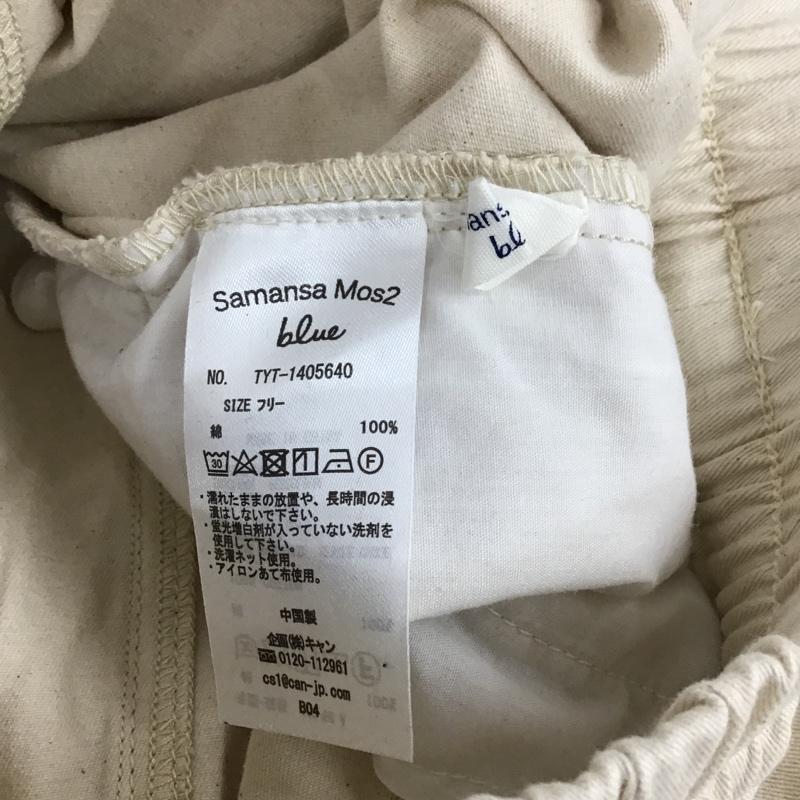 Samansa Mos2
blue
NO. TYT-1405640
SIZE フリー
綿 100%
30 F
・濡れたままの放置や、長時間の浸
漬はしないで下さい。
・蛍光増白剤が入っていない洗剤を
使用して下さい。
・洗濯ネット使用。
・アイロンあて布使用。
中国製
企画(株)キャン
0120-112961
cs1@can-jp.com
B04
ans
bl